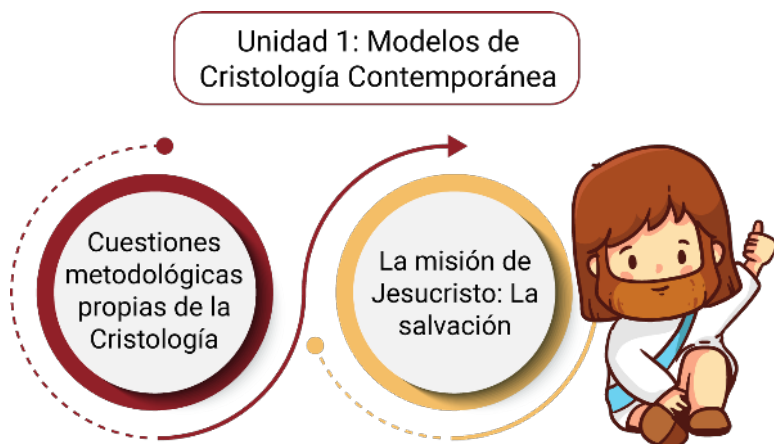 Unidad 1: Modelos de
Cristología Contemporánea
Cuestiones
metodológicas
propias de la
Cristología
La misión de
Jesucristo: La
salvación